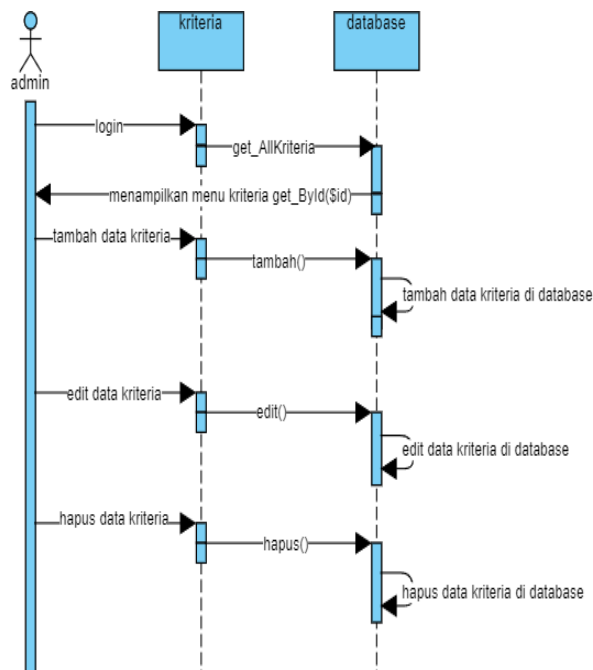 kriteria
database
admin
login
get_AllKriteria
menampilkan menu kriteria get_ById($id)
tambah data kriteria
tambah()
tambah data kriteria di database
edit data kriteria
edit()
edit data kriteria di database
hapus data kriteria
hapus()
hapus data kriteria di database